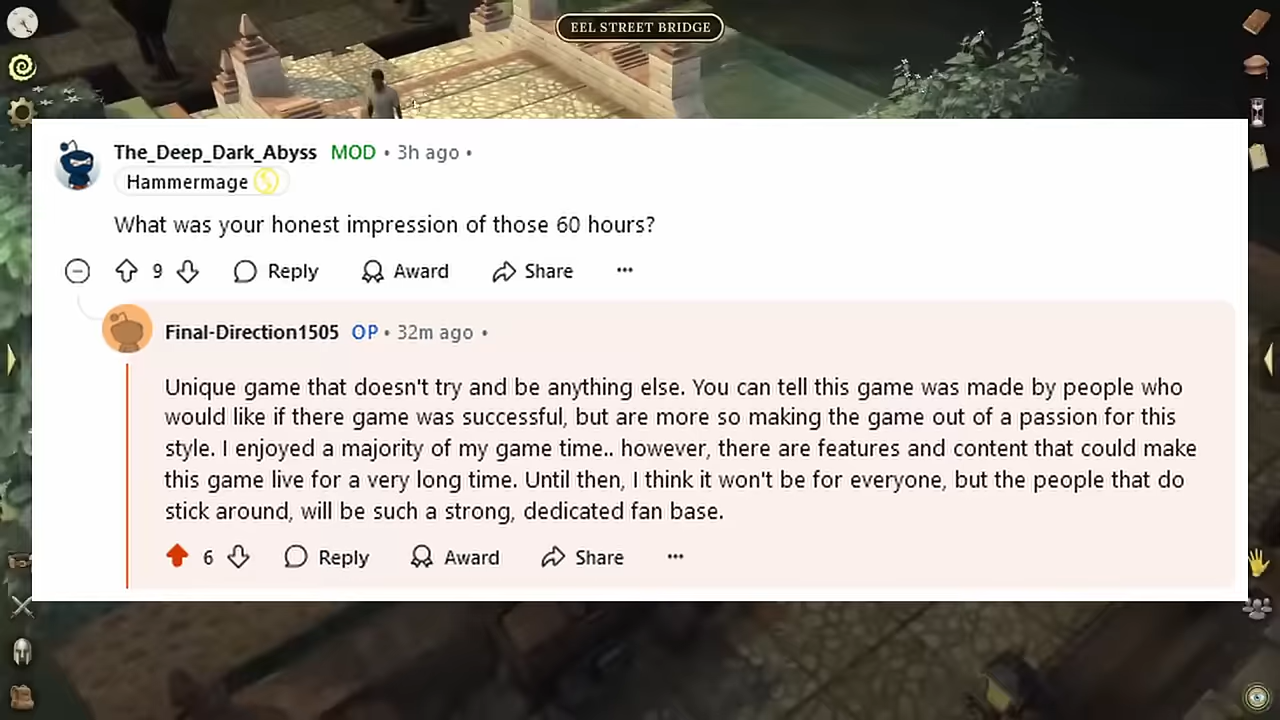 EEL STREET BRIDGE
The_Deep_Dark_Abyss MOD • 3h ago •
Hammermage
What was your honest impression of those 60 hours?
9 Reply Award Share ...
Final-Direction1505 OP • 32m ago •
Unique game that doesn't try and be anything else. You can tell this game was made by people who
would like if there game was successful, but are more so making the game out of a passion for this
style. I enjoyed a majority of my game time.. however, there are features and content that could make
this game live for a very long time. Until then, I think it won't be for everyone, but the people that do
stick around, will be such a strong, dedicated fan base.
6 Reply Award Share ...